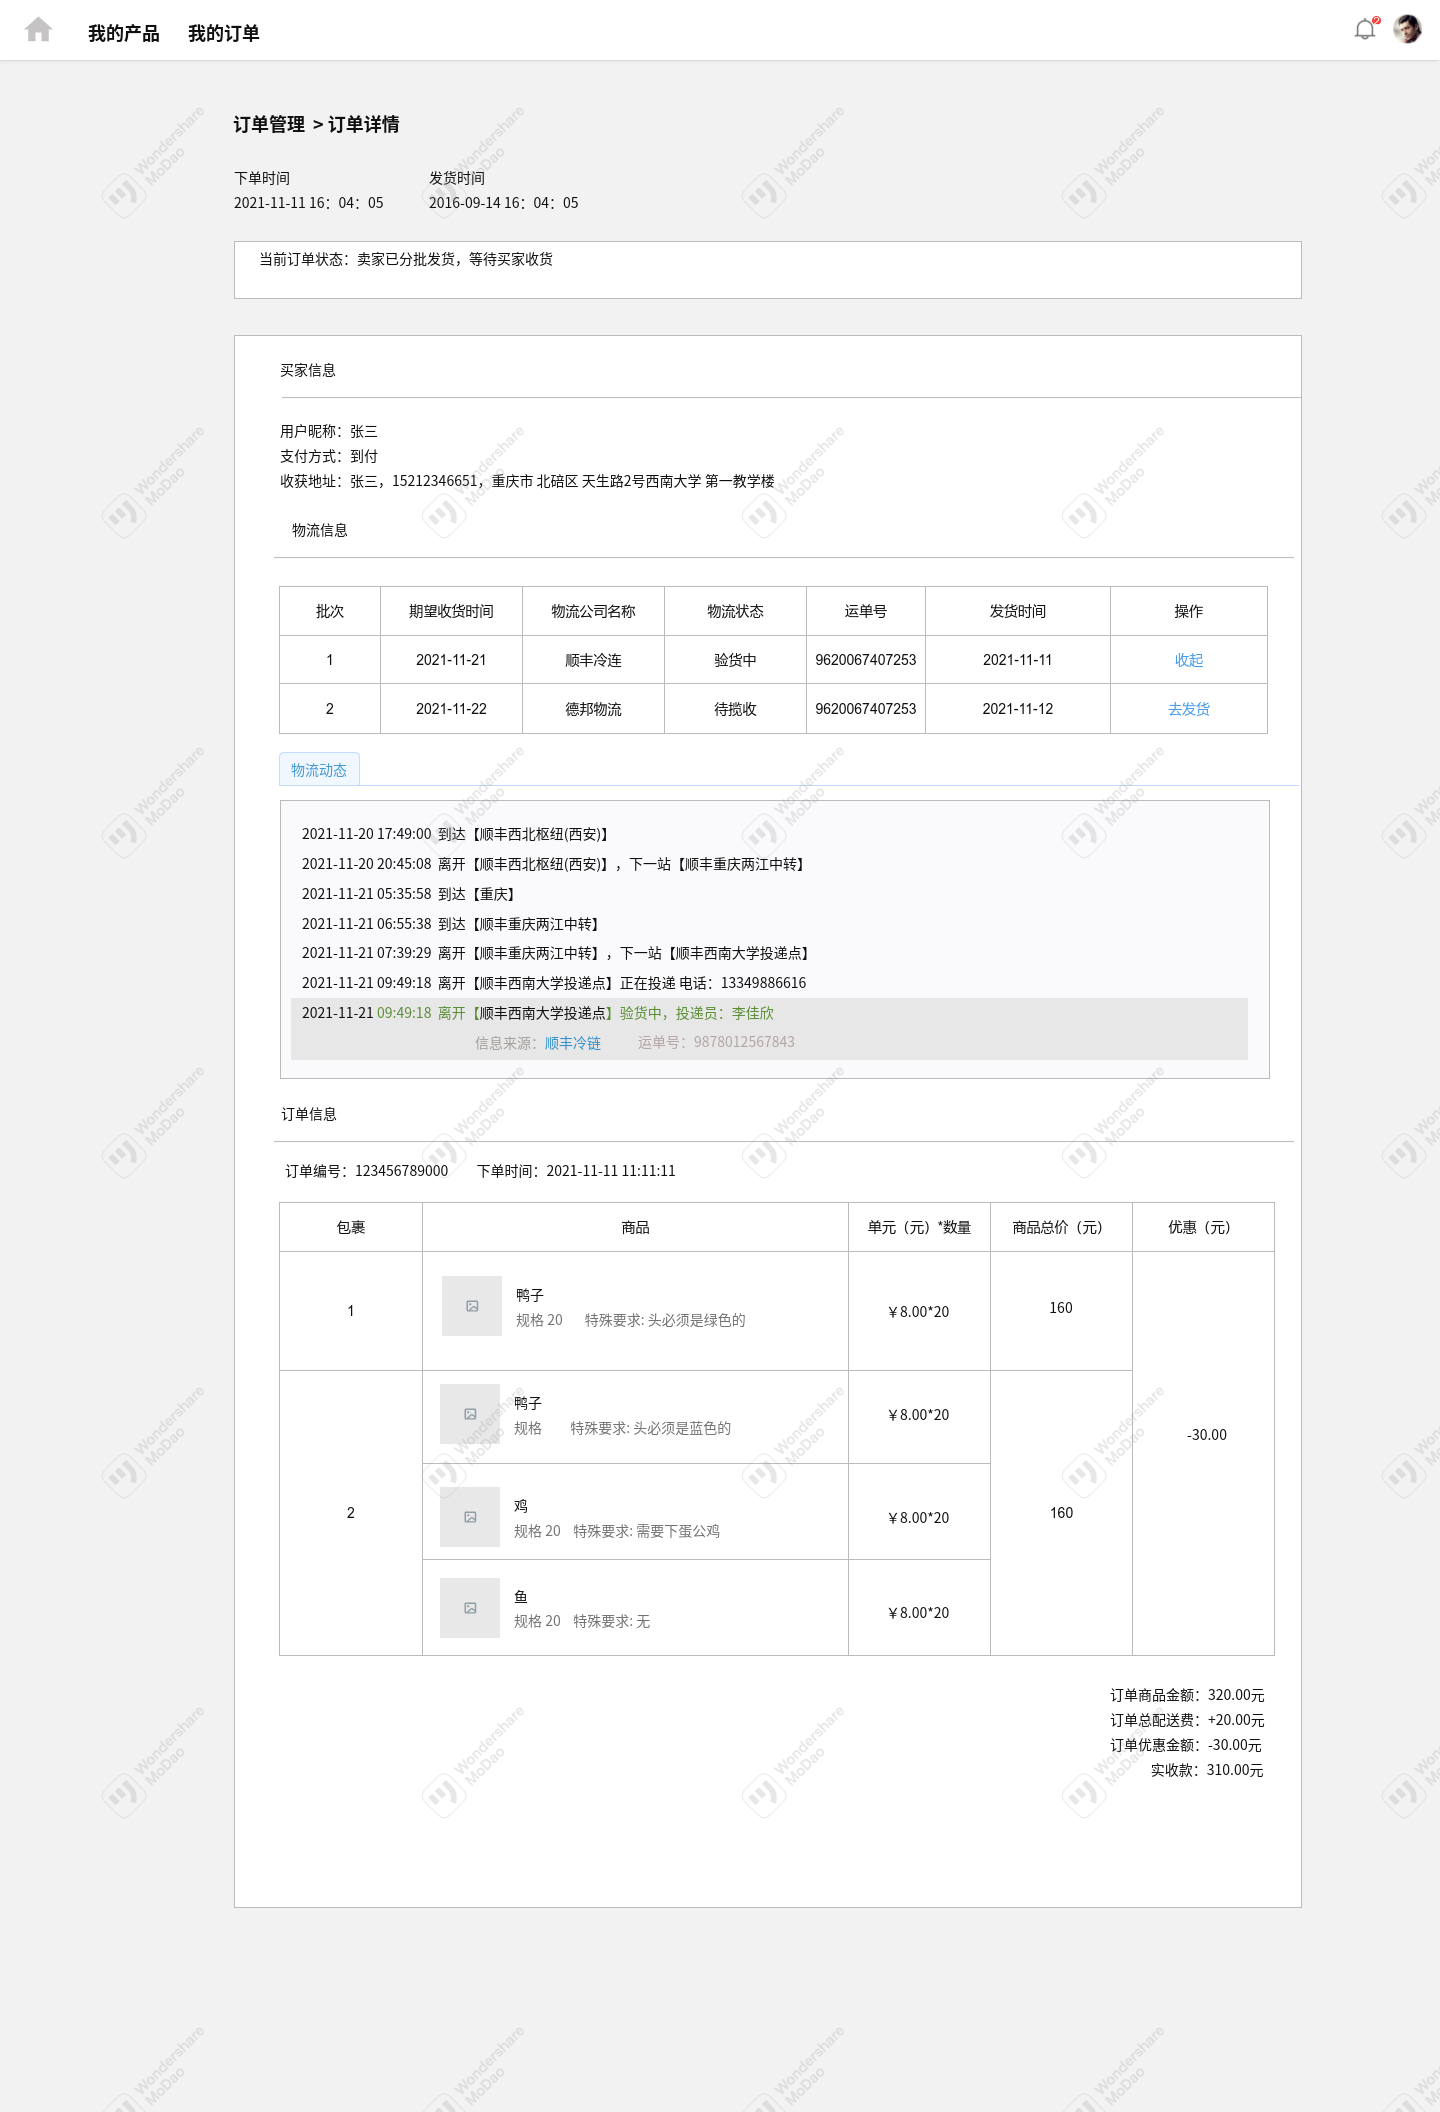 我的产品 我的订单
2
订单管理 > 订单详情
下单时间 发货时间
2021-11-11 16：04：05 2016-09-14 16：04：05
当前订单状态：卖家已分批发货，等待买家收货
买家信息
用户昵称：张三
支付方式：到付
收获地址：张三，15212346651，重庆市 北碚区 天生路2号西南大学 第一教学楼
物流信息
批次 期望收货时间 物流公司名称 物流状态 运单号 发货时间 操作
1 2021-11-21 顺丰冷连 验货中 9620067407253 2021-11-11 收起
2 2021-11-22 德邦物流 待揽收 9620067407253 2021-11-12 去发货
物流动态
2021-11-20 17:49:00 到达【顺丰西北枢纽(西安)】
2021-11-20 20:45:08 离开【顺丰西北枢纽(西安)】，下一站【顺丰重庆两江中转】
2021-11-21 05:35:58 到达【重庆】
2021-11-21 06:55:38 到达【顺丰重庆两江中转】
2021-11-21 07:39:29 离开【顺丰重庆两江中转】，下一站【顺丰西南大学投递点】
2021-11-21 09:49:18 离开【顺丰西南大学投递点】正在投递 电话：13349886616
2021-11-21 09:49:18 离开【顺丰西南大学投递点】验货中，投递员：李佳欣
信息来源：顺丰冷链 运单号：9878012567843
订单信息
订单编号：123456789000 下单时间：2021-11-11 11:11:11
包裹 商品 单元（元）*数量 商品总价（元） 优惠（元）
1 鸭子 ￥8.00*20 160
规格 20 特殊要求: 头必须是绿色的
鸭子 ￥8.00*20
规格 特殊要求: 头必须是蓝色的
-30.00
2 鸡 ￥8.00*20 160
规格 20 特殊要求: 需要下蛋公鸡
鱼 ￥8.00*20
规格 20 特殊要求: 无
订单商品金额：320.00元
订单总配送费：+20.00元
订单优惠金额：-30.00元
实收款：310.00元
Wondershare
MoDao